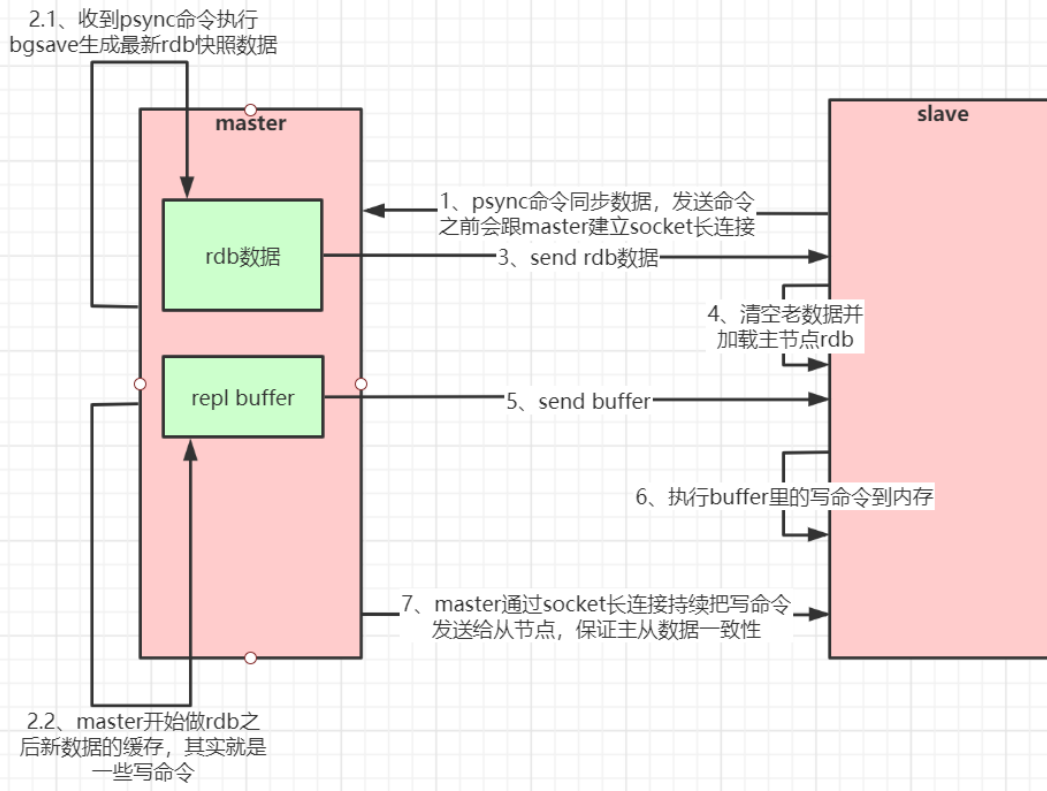 2.1、收到psync命令执行
bgsave生成最新rdb快照数据
master
slave
1、psync命令同步数据，发送命令
之前会跟master建立socket长连接
rdb数据
3、send rdb数据
4、清空老数据并
加载主节点rdb
repl buffer
5、send buffer
6、执行buffer里的写命令到内存
7、master通过socket长连接持续把写命令
发送给从节点，保证主从数据一致性
2.2、master开始做rdb之
后新数据的缓存，其实就是
一些写命令